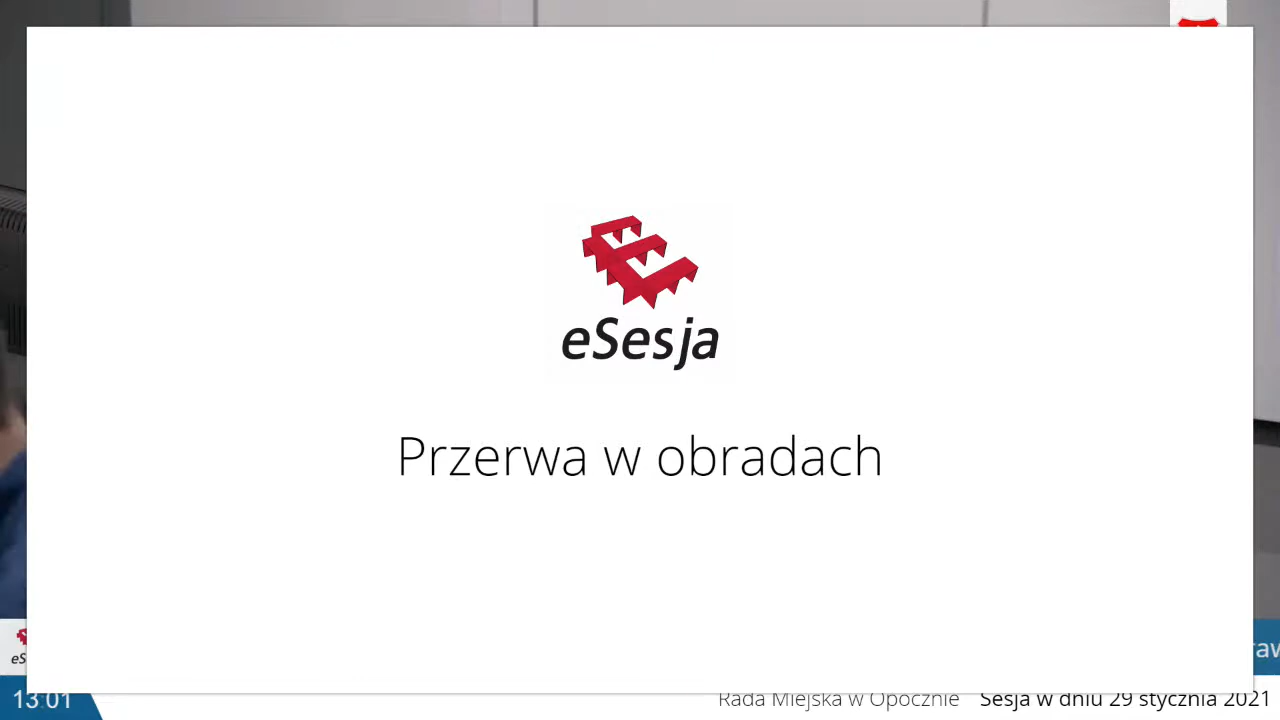 eSesja
Przerwa w obradach
13:01
Rada Miejska w Opocznie Sesja w dniu 29 stycznia 2021